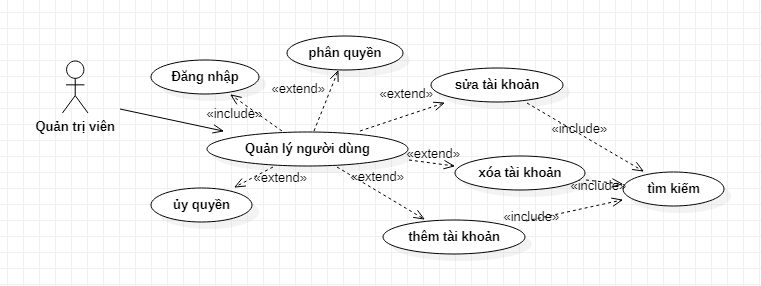 phân quyền
Đăng nhập
«extend»
«extend»
sửa tài khoản
«include»
Quản trị viên
«include»
Quản lý người dùng
«extend»
xóa tài khoản
«extend»
«extend»
«include»
tìm kiếm
ủy quyền
«include»
thêm tài khoản